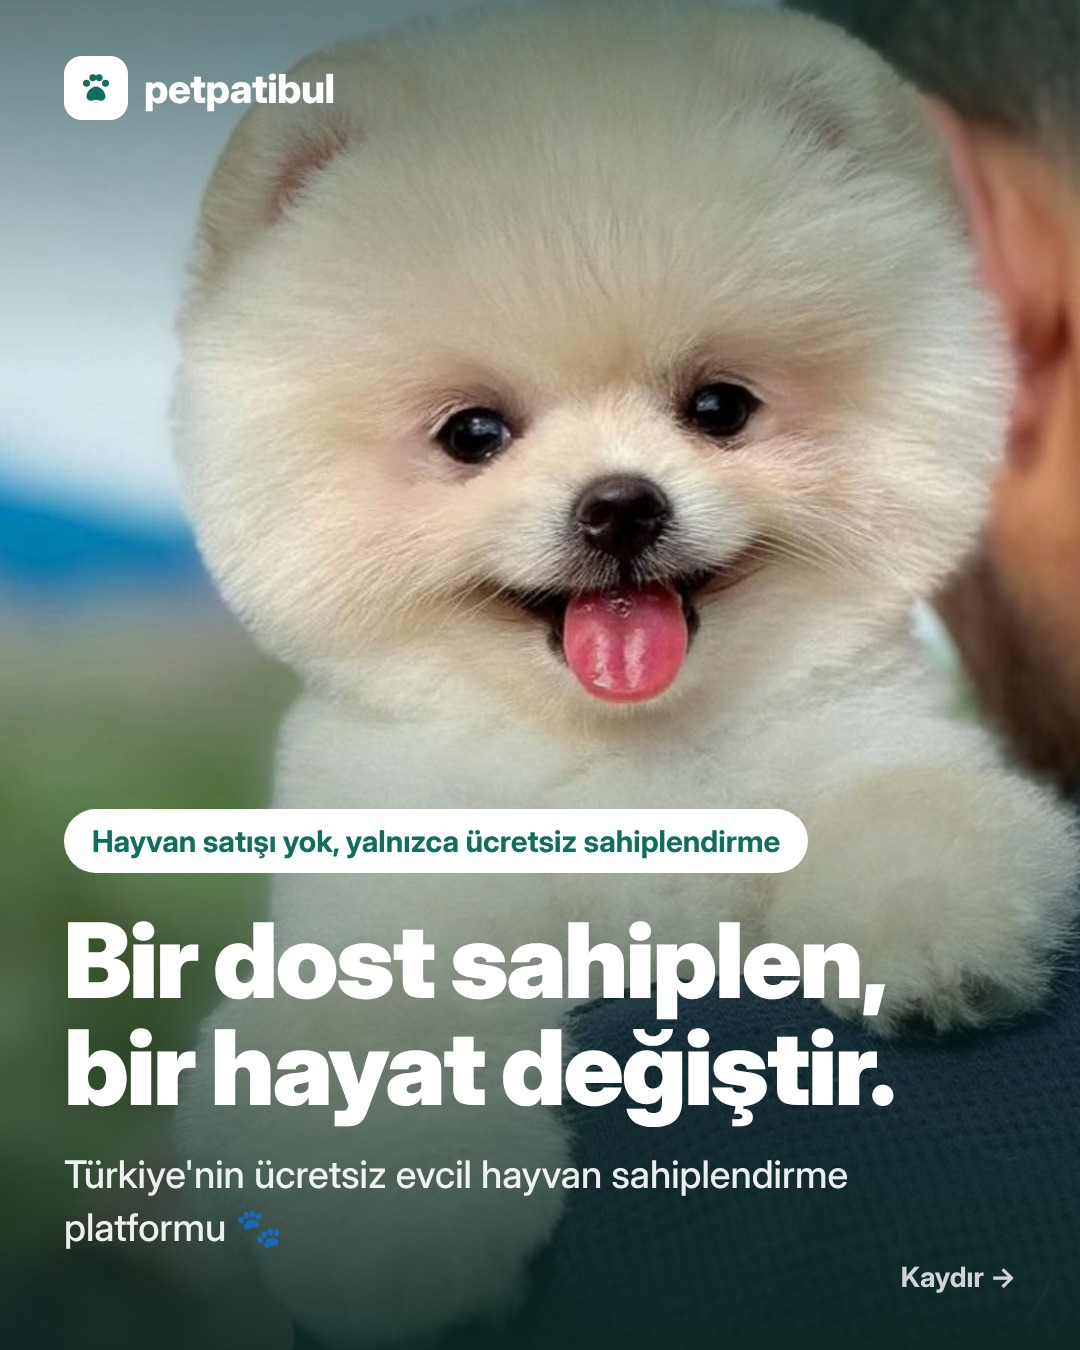 petpatibul
Hayvan satışı yok, yalnızca ücretsiz sahiplendirme
Bir dost sahiplen,
bir hayat değiştir.
Türkiye'nin ücretsiz evcil hayvan sahiplendirme
platformu 🐾
Kaydır →